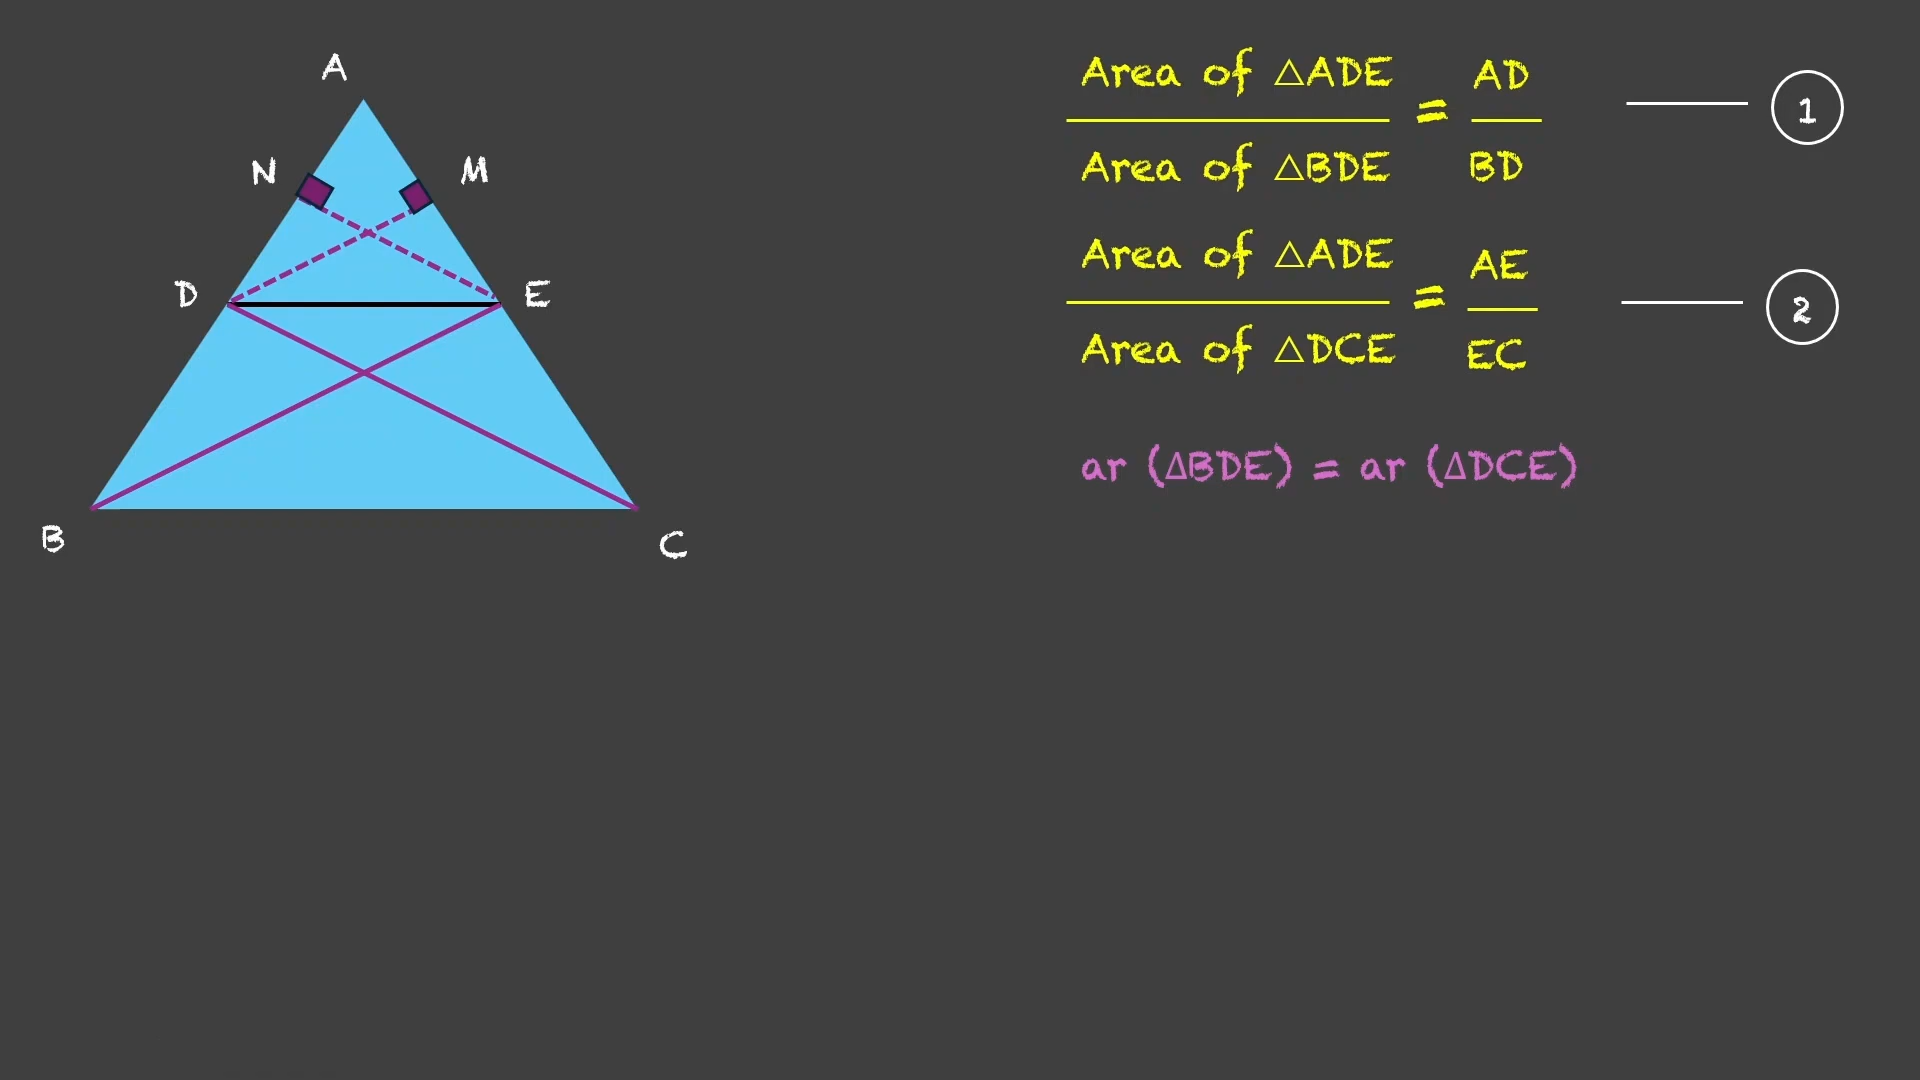 A
N M
D E
B C
Area of △ADE = AD
Area of △BDE BD
1
Area of △ADE = AE
Area of △DCE EC
2
ar (ΔBDE) = ar (ΔDCE)